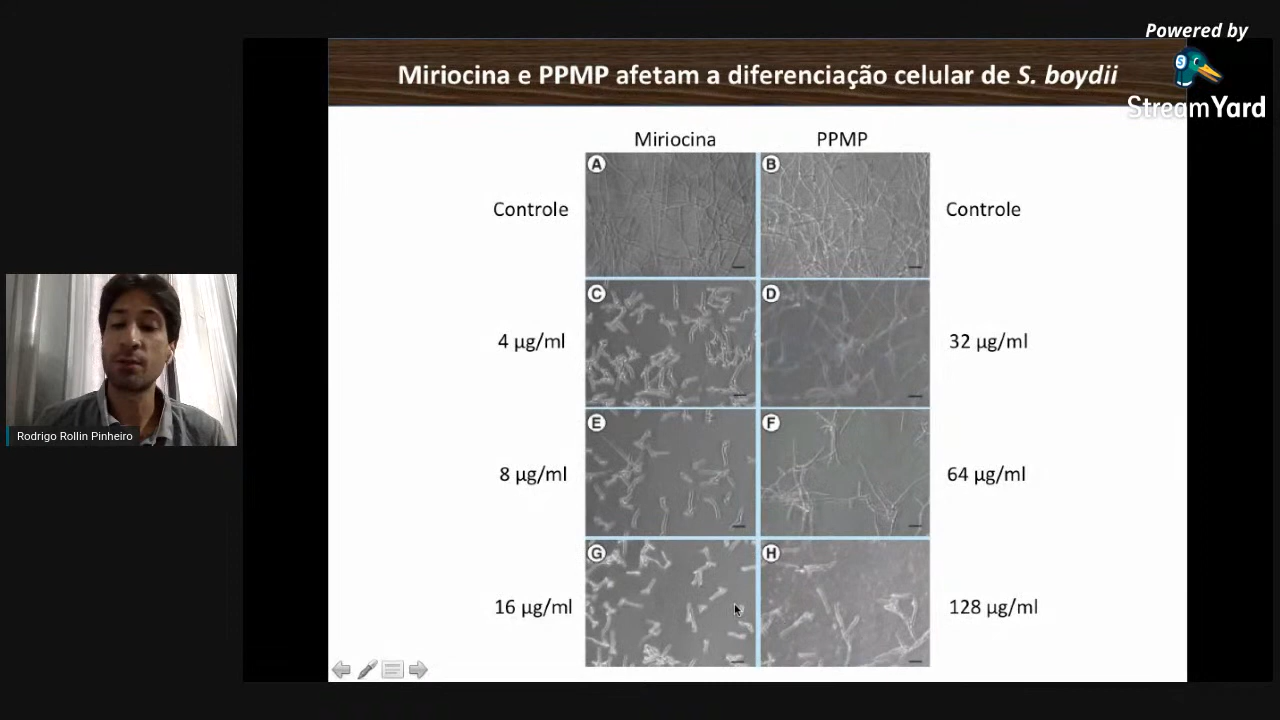 Powered by
StreamYard
Miriocina e PPMP afetam a diferenciação celular de S. boydii
Miriocina
PPMP
A
B
Controle
Controle
C
D
4 µg/ml
32 µg/ml
E
F
8 µg/ml
64 µg/ml
G
H
16 µg/ml
128 µg/ml
Rodrigo Rollin Pinheiro